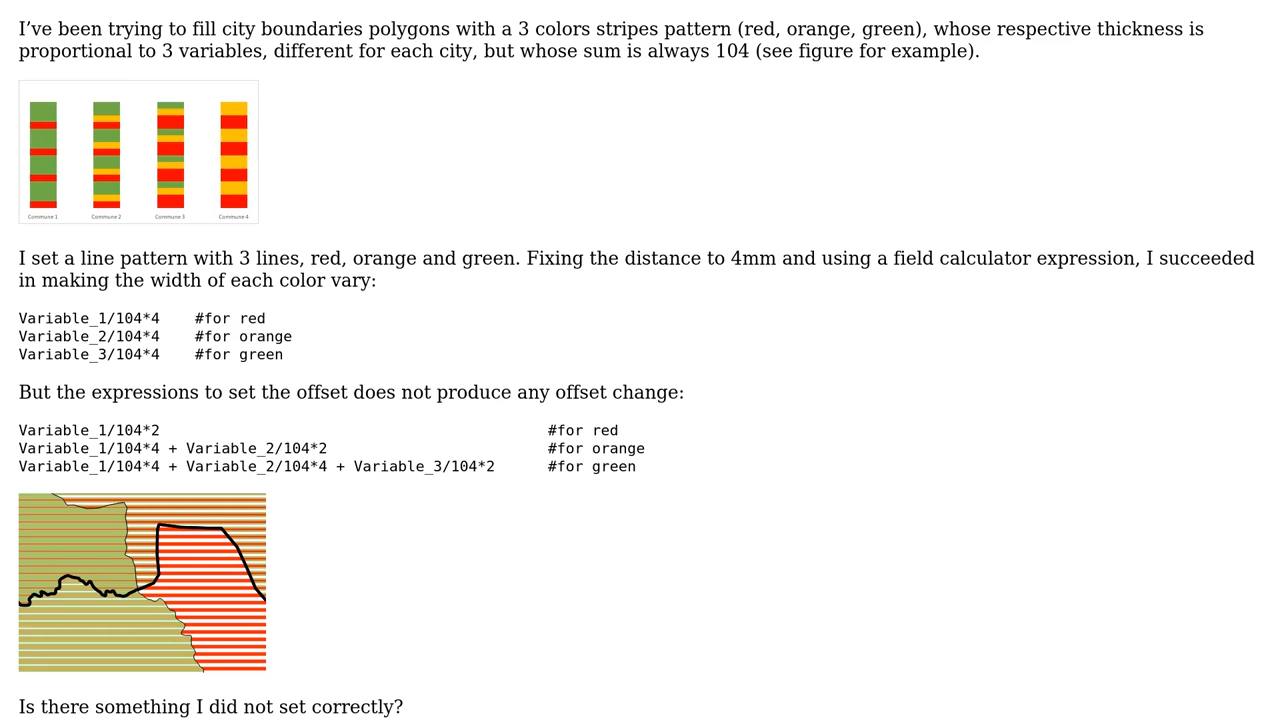 I’ve been trying to fill city boundaries polygons with a 3 colors stripes pattern (red, orange, green), whose respective thickness is
proportional to 3 variables, different for each city, but whose sum is always 104 (see figure for example).
Commune 1 Commune 2 Commune 3 Commune 4
I set a line pattern with 3 lines, red, orange and green. Fixing the distance to 4mm and using a field calculator expression, I succeeded
in making the width of each color vary:
Variable_1/104*4 #for red
Variable_2/104*4 #for orange
Variable_3/104*4 #for green
But the expressions to set the offset does not produce any offset change:
Variable_1/104*2 #for red
Variable_1/104*4 + Variable_2/104*2 #for orange
Variable_1/104*4 + Variable_2/104*4 + Variable_3/104*2 #for green
Is there something I did not set correctly?